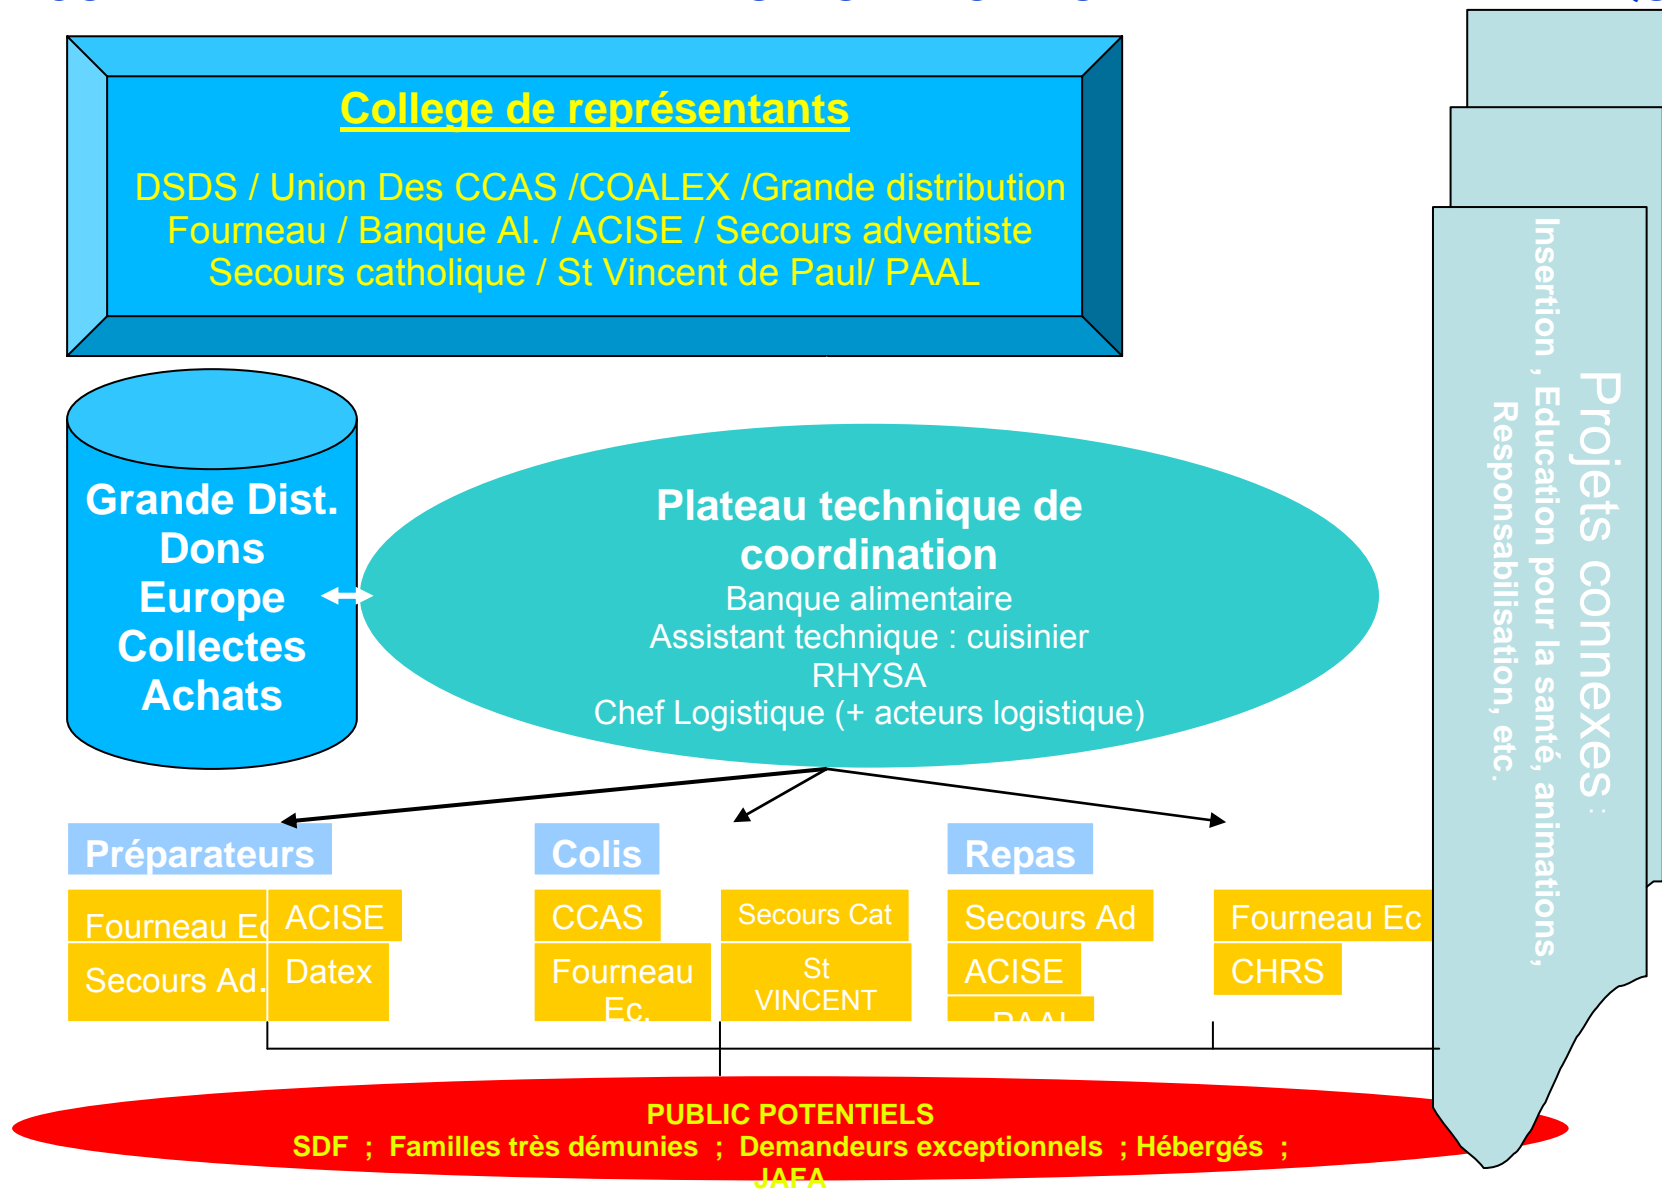 College de représentants
DSDS / Union Des CCAS /COALEX /Grande distribution
Fourneau / Banque Al. / ACISE / Secours adventiste
Secours catholique / St Vincent de Paul/ PAAL
Grande Dist.
Dons
Europe
Collectes
Achats
Plateau technique de
coordination
Banque alimentaire
Assistant technique : cuisinier
RHYSA
Chef Logistique (+ acteurs logistique)
Projets connexes :
Insertion , Education pour la santé, animations,
Responsabilisation, etc.
Préparateurs
Fourneau Ec
ACISE
Secours Ad.
Datex
Colis
CCAS
Secours Cat
Fourneau
Ec.
St
VINCENT
Repas
Secours Ad
Fourneau Ec
ACISE
CHRS
PAAL
PUBLIC POTENTIELS
SDF ; Familles très démunies ; Demandeurs exceptionnels ; Hébergés ;
JAFA